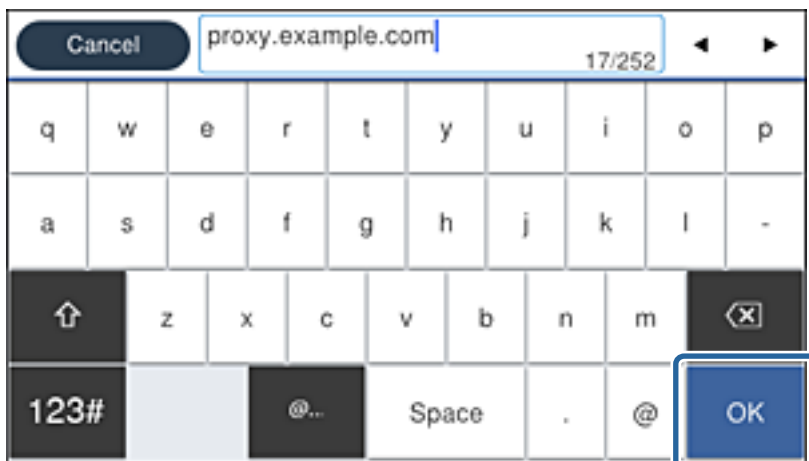 Cancel proxy.example.com
17/252
q w e r t y u i o p
a s d f g h j k l -
z x c v b n m
123# @... Space . @ OK